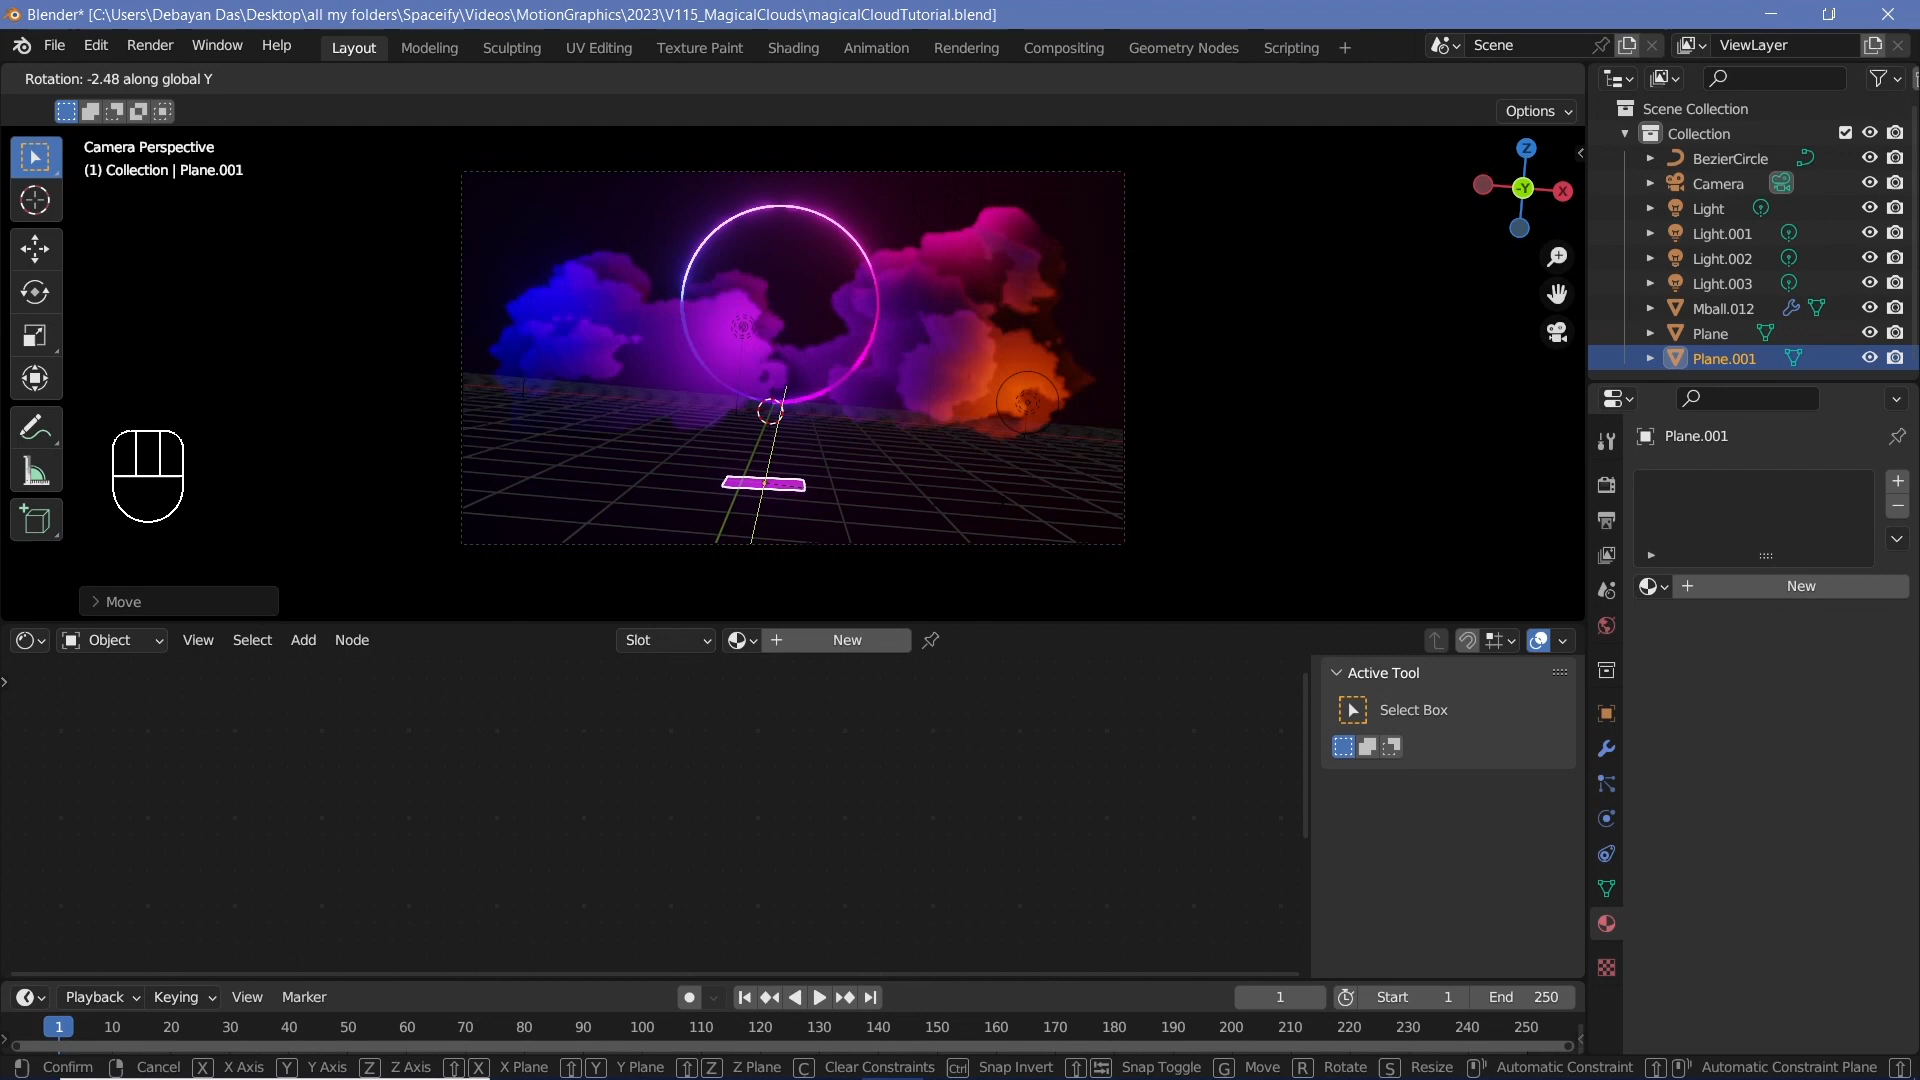 Blender* [C:\Users\Debayan Das\Desktop\all my folders\Spaceify\Videos\MotionGraphics\2023\V115_MagicalClouds\magicalCloudTutorial.blend]
File Edit Render Window Help
Layout Modeling Sculpting UV Editing Texture Paint Shading Animation Rendering Compositing Geometry Nodes Scripting +
Scene
ViewLayer
Rotation: -2.48 along global Y
Options
Camera Perspective
(1) Collection | Plane.001
Z
-Y
X
Scene Collection
Collection
BezierCircle
Camera
Light
Light.001
Light.002
Light.003
Mball.012
Plane
Plane.001
Plane.001
New
Move
Object View Select Add Node
Slot
New
Active Tool
Select Box
Playback Keying View Marker
1
Start 1
End 250
1 10 20 30 40 50 60 70 80 90 100 110 120 130 140 150 160 170 180 190 200 210 220 230 240 250
Confirm Cancel X X Axis Y Y Axis Z Z Axis X X Plane Y Y Plane Z Z Plane C Clear Constraints Ctrl Snap Invert Snap Toggle G Move R Rotate S Resize Automatic Constraint Automatic Constraint Plane